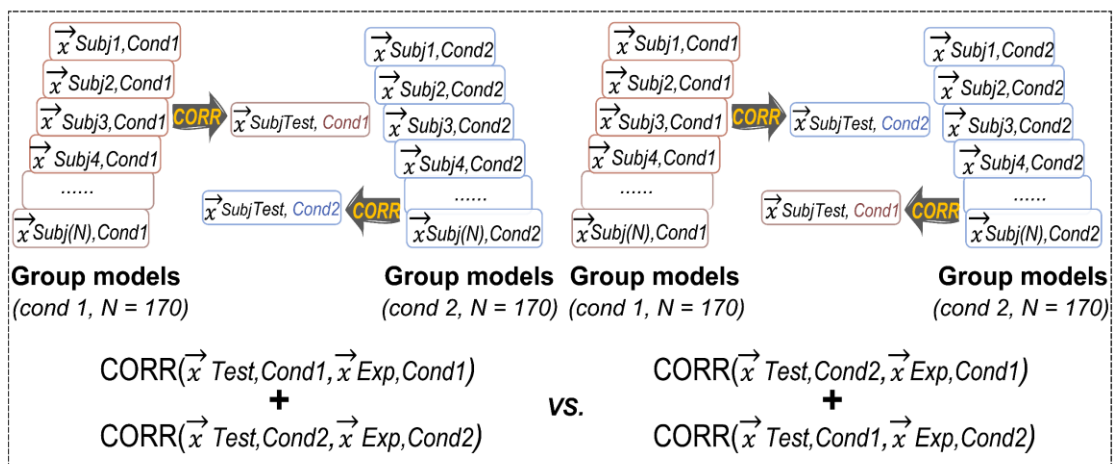 x⃗ Subj1,Cond1
x⃗ Subj2,Cond1
x⃗ Subj3,Cond1
x⃗ Subj4,Cond1
......
x⃗ Subj(N),Cond1
CORR
x⃗ SubjTest, Cond1
x⃗ Subj1,Cond2
x⃗ Subj2,Cond2
x⃗ Subj3,Cond2
x⃗ Subj4,Cond2
......
x⃗ Subj(N),Cond2
CORR
x⃗ SubjTest, Cond2
Group models
(cond 1, N = 170)
Group models
(cond 2, N = 170)
x⃗ Subj1,Cond1
x⃗ Subj2,Cond1
x⃗ Subj3,Cond1
x⃗ Subj4,Cond1
......
x⃗ Subj(N),Cond1
CORR
x⃗ SubjTest, Cond2
x⃗ Subj1,Cond2
x⃗ Subj2,Cond2
x⃗ Subj3,Cond2
x⃗ Subj4,Cond2
......
x⃗ Subj(N),Cond2
CORR
x⃗ SubjTest, Cond1
Group models
(cond 1, N = 170)
Group models
(cond 2, N = 170)
CORR(x⃗ Test,Cond1,x⃗ Exp,Cond1)
+
CORR(x⃗ Test,Cond2,x⃗ Exp,Cond2)
VS.
CORR(x⃗ Test,Cond2,x⃗ Exp,Cond1)
+
CORR(x⃗ Test,Cond1,x⃗ Exp,Cond2)